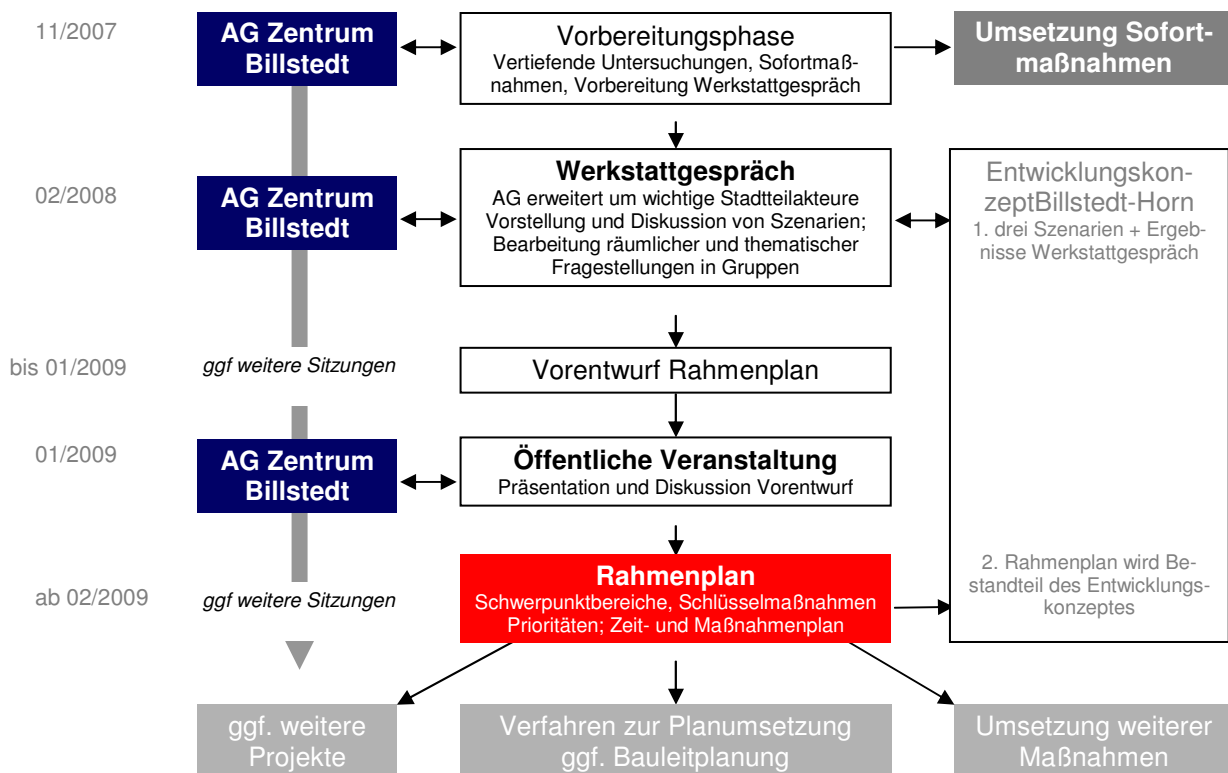 11/2007
AG Zentrum
Billstedt
Vorbereitungsphase
Vertiefende Untersuchungen, Sofortmaß-
nahmen, Vorbereitung Werkstattgespräch
Umsetzung Sofort-
maßnahmen
02/2008
AG Zentrum
Billstedt
Werkstattgespräch
AG erweitert um wichtige Stadtteilakteure
Vorstellung und Diskussion von Szenarien;
Bearbeitung räumlicher und thematischer
Fragestellungen in Gruppen
Entwicklungskon-
zeptBillstedt-Horn
1. drei Szenarien + Ergeb-
nisse Werkstattgespräch
bis 01/2009
ggf weitere Sitzungen
Vorentwurf Rahmenplan
01/2009
AG Zentrum
Billstedt
Öffentliche Veranstaltung
Präsentation und Diskussion Vorentwurf
ab 02/2009
ggf weitere Sitzungen
Rahmenplan
Schwerpunktbereiche, Schlüsselmaßnahmen
Prioritäten; Zeit- und Maßnahmenplan
2. Rahmenplan wird Be-
standteil des Entwicklungs-
konzeptes
ggf. weitere
Projekte
Verfahren zur Planumsetzung
ggf. Bauleitplanung
Umsetzung weiterer
Maßnahmen